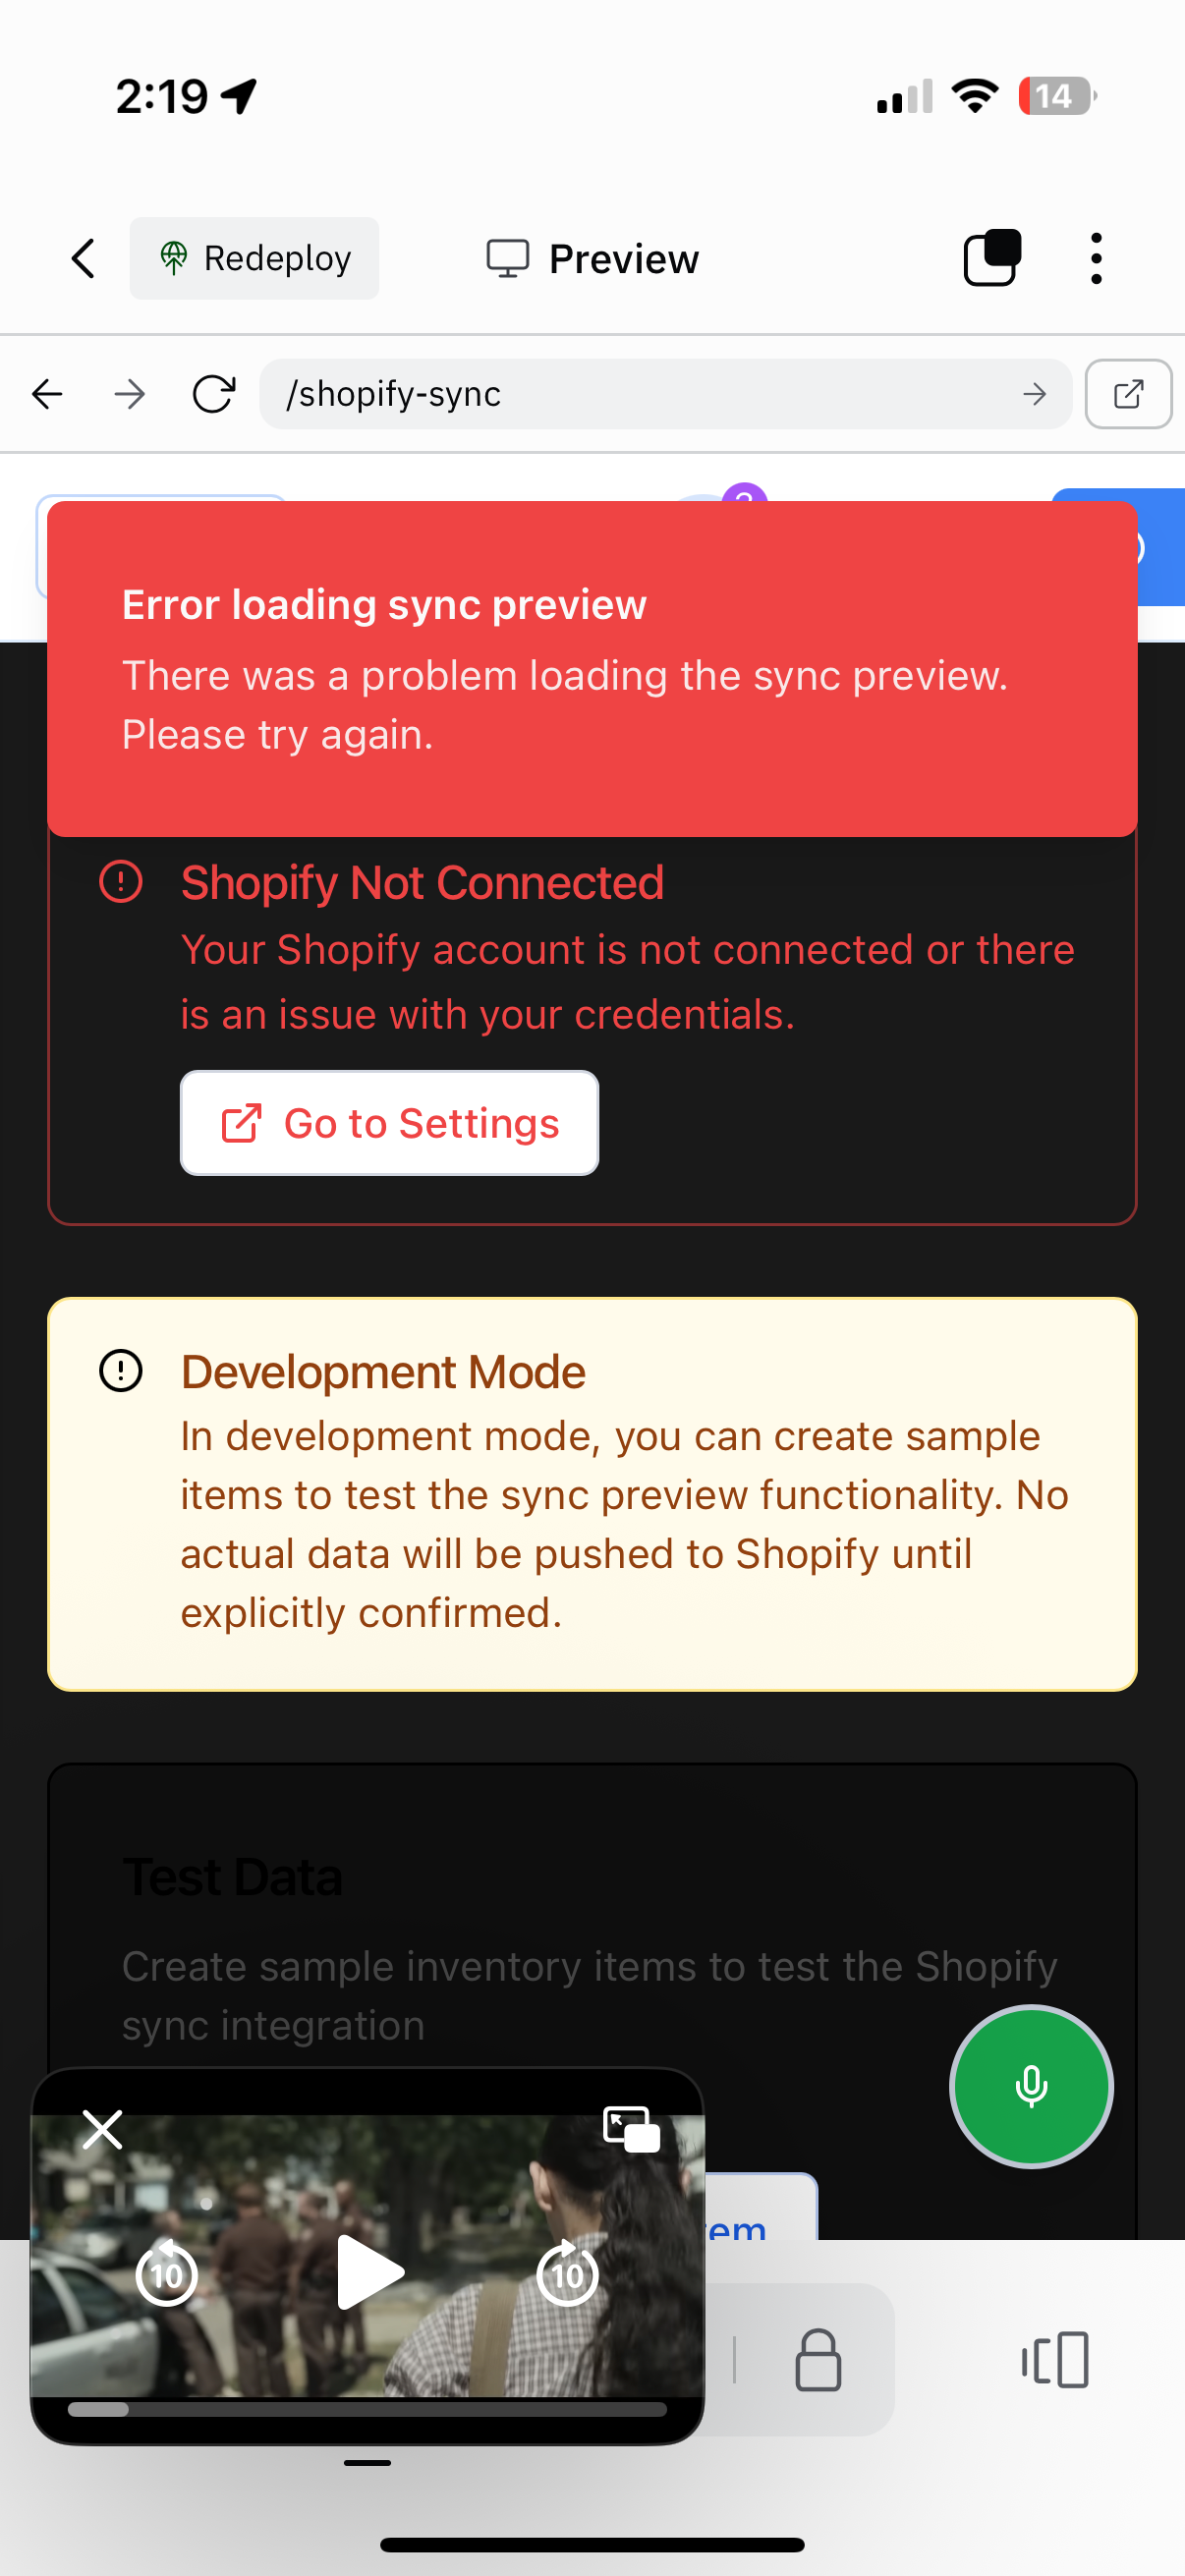 2:19
14
Redeploy
Preview
/shopify-sync
Error loading sync preview
There was a problem loading the sync preview.
Please try again.
Shopify Not Connected
Your Shopify account is not connected or there
is an issue with your credentials.
Go to Settings
Development Mode
In development mode, you can create sample
items to test the sync preview functionality. No
actual data will be pushed to Shopify until
explicitly confirmed.
Test Data
Create sample inventory items to test the Shopify
sync integration
10
10